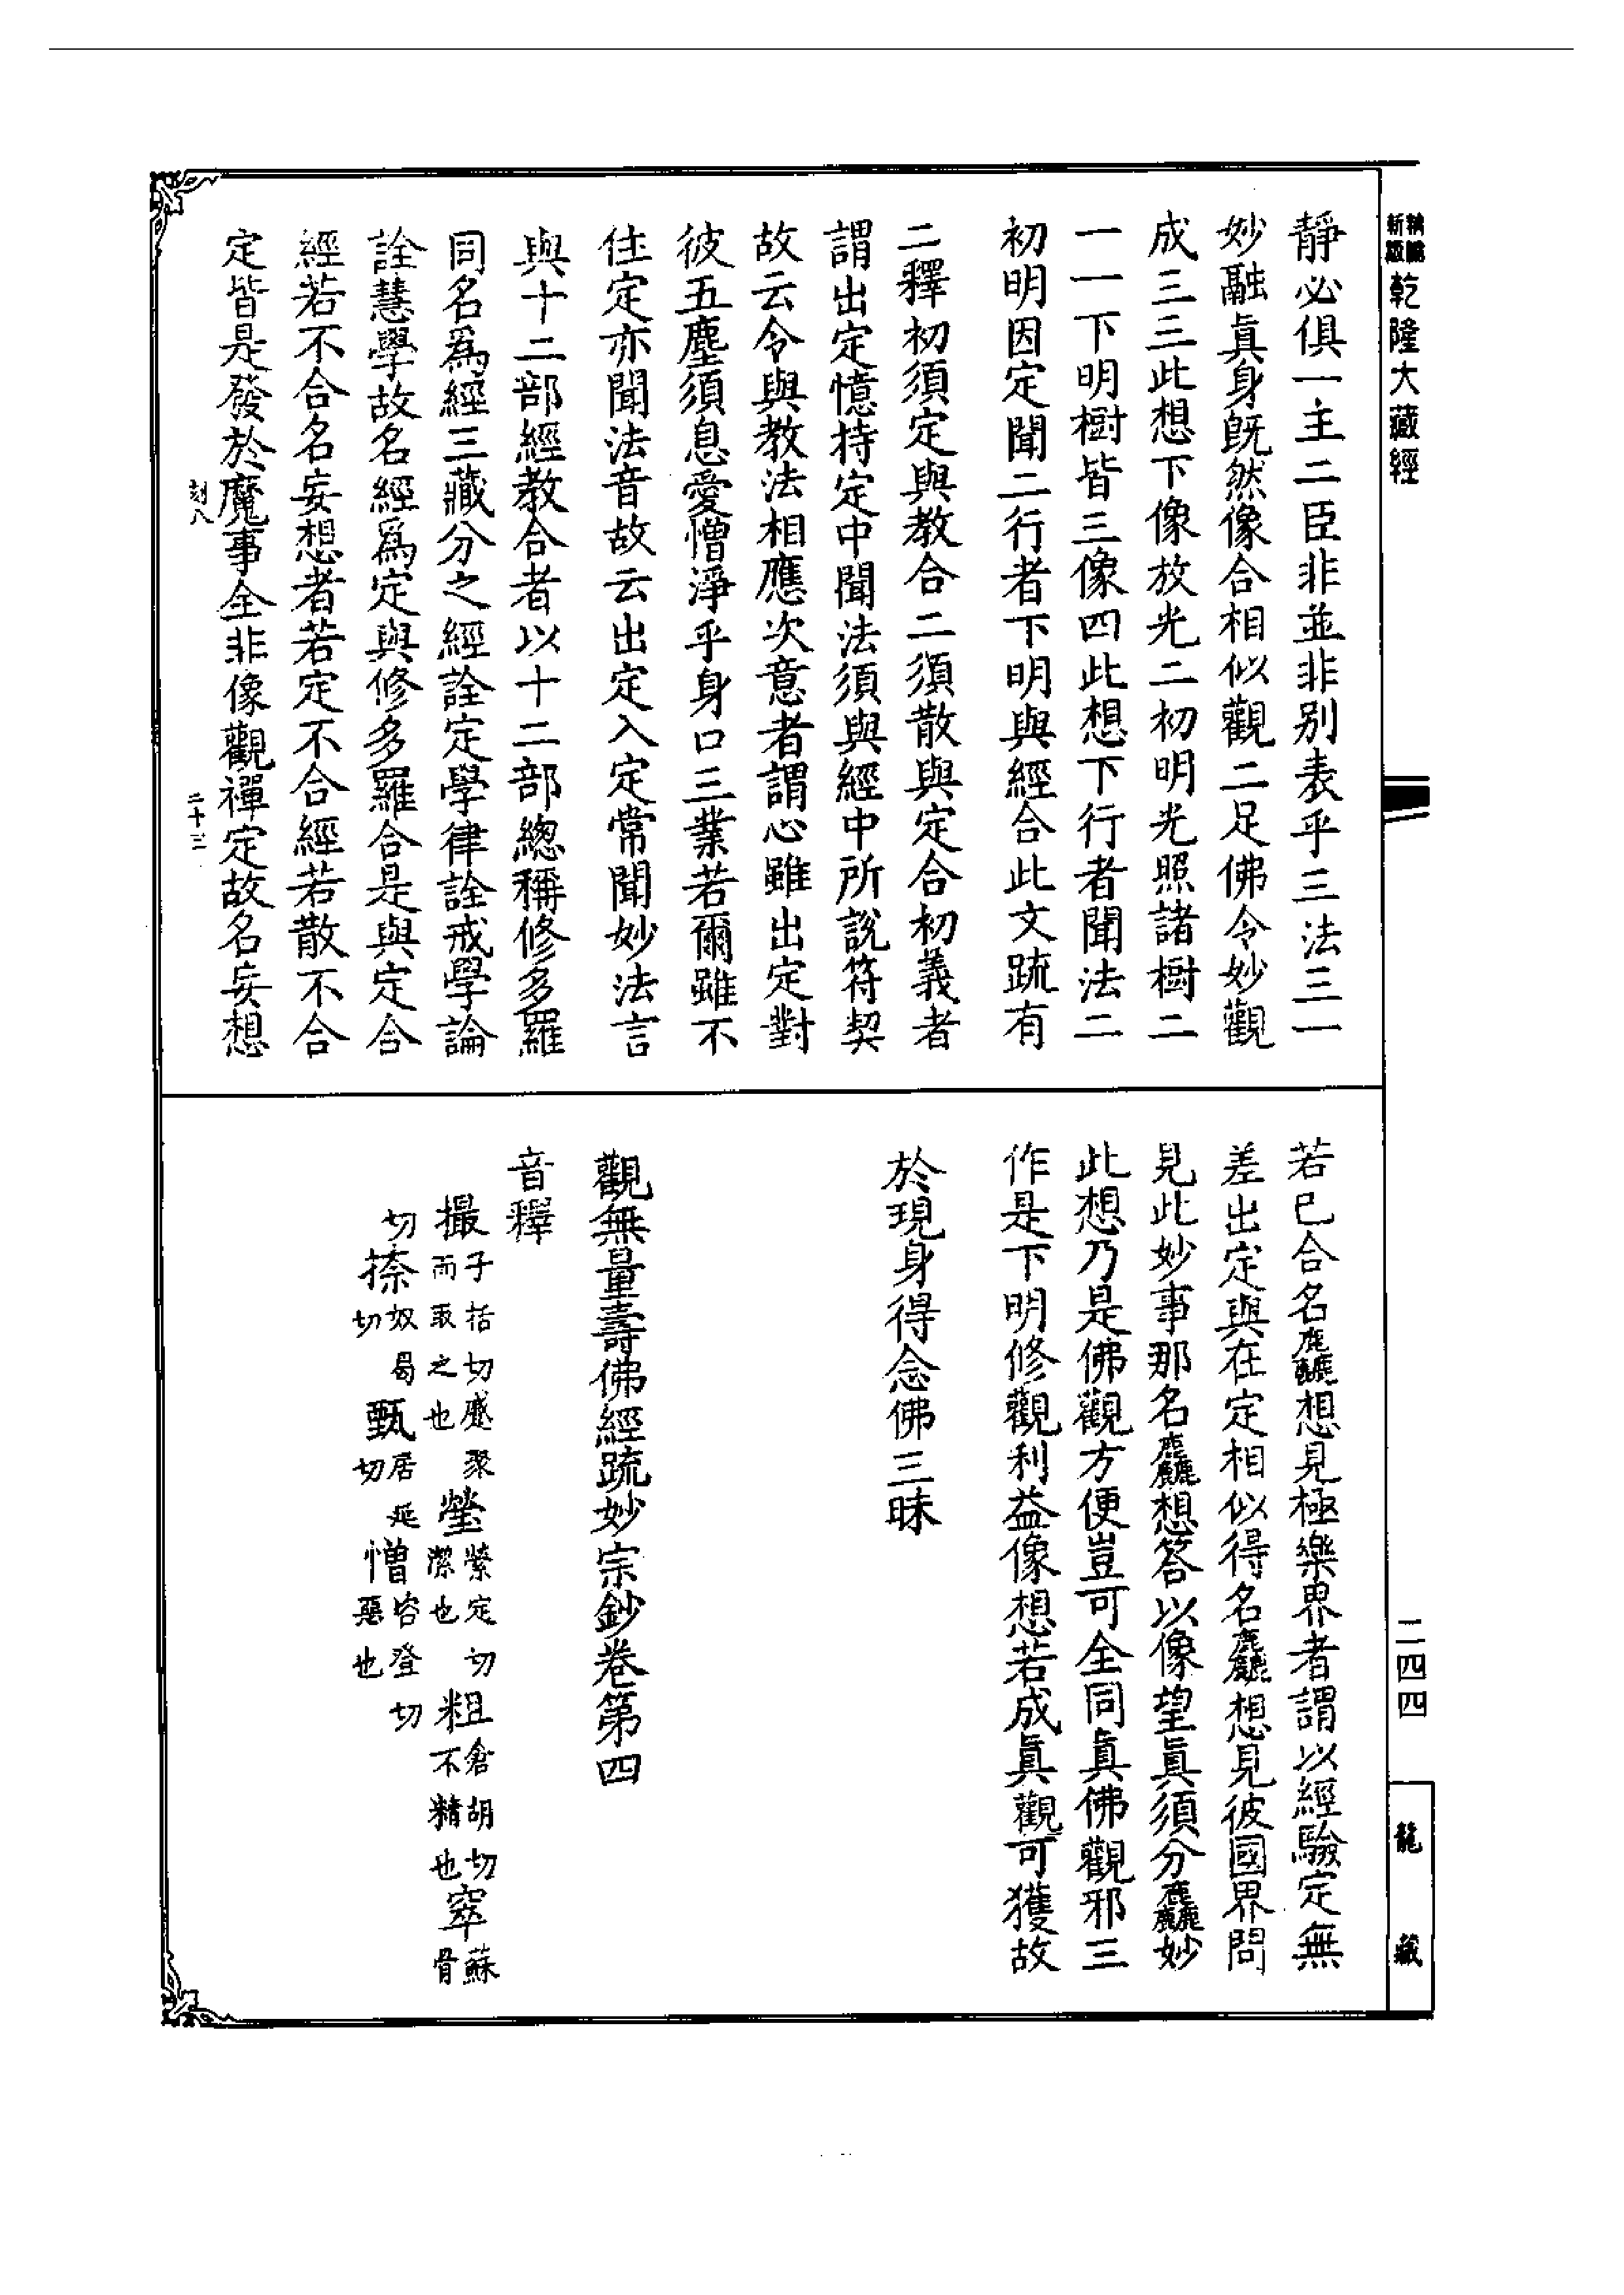 新版
乾隆大藏經
靜必俱一主二臣非並非別表乎三法三一
妙融眞身旣然像合相似觀二足佛令妙觀
成三三此想下像放光二初明光照諸樹二
一一下明樹皆三像四此想下行者聞法二
初明因定聞二行者下明與經合此文疏有
二釋初須定與教合二須散與定合初義者
謂出定憶持定中聞法須與經中所說符契
故云令與教法相應次意者謂心雖出定對
彼五塵須息愛憎淨乎身口三業若爾雖不
住定亦聞法音故云出定入定常聞妙法言
與十二部經教合者以十二部總稱修多羅
同名爲經三藏分之經詮定學律詮戒學論
詮慧學故名經爲定與修多羅合是與定合
經若不合名妄想者若定不合經若散不合
定皆是發於魔事全非像觀禪定故名妄想
刻八
二十三
若已合名麤想見極樂界者謂以經驗定無
差出定與在定相似得名麤想見彼國界問
見此妙事那名麤想答以像望眞須分麤妙
此想乃是佛觀方便豈可全同眞佛觀邪三
作是下明修觀利益像想若成眞觀可獲故
於現身得念佛三昧
觀無量壽佛經疏妙宗鈔卷第四
音釋
撮 子括切蹙聚而取之也 瑩 縈定切潔也 粗 倉胡切不精也 窣 蘇骨
切 捺 奴曷切 甄 居延切 憎 咨登切惡也
二四四
龍藏